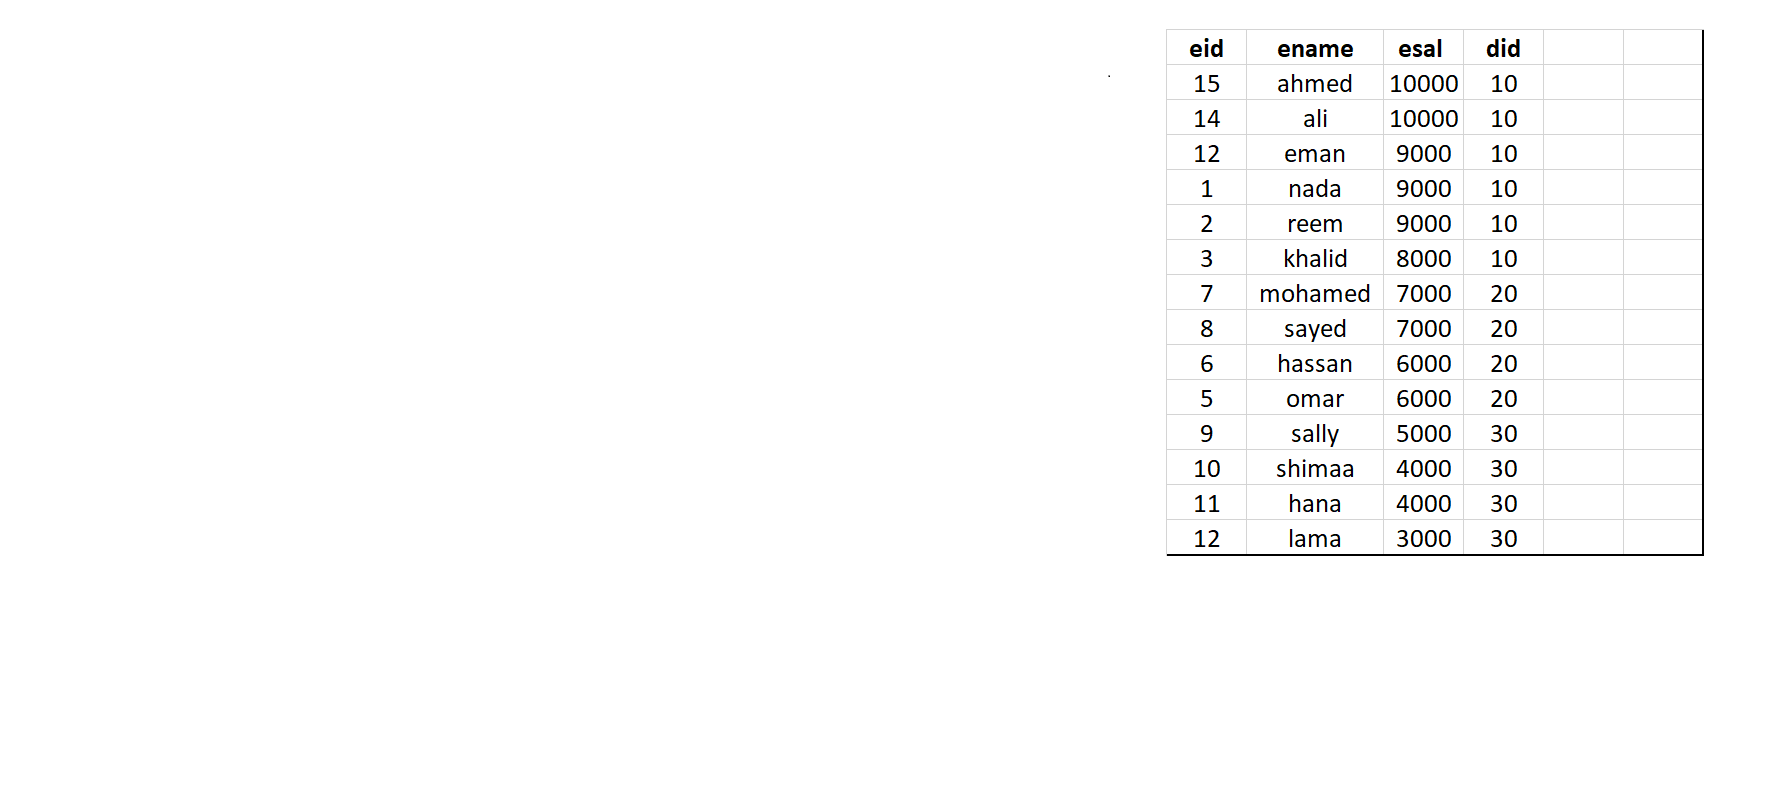 eid ename esal did
15 ahmed 10000 10
14 ali 10000 10
12 eman 9000 10
1 nada 9000 10
2 reem 9000 10
3 khalid 8000 10
7 mohamed 7000 20
8 sayed 7000 20
6 hassan 6000 20
5 omar 6000 20
9 sally 5000 30
10 shimaa 4000 30
11 hana 4000 30
12 lama 3000 30